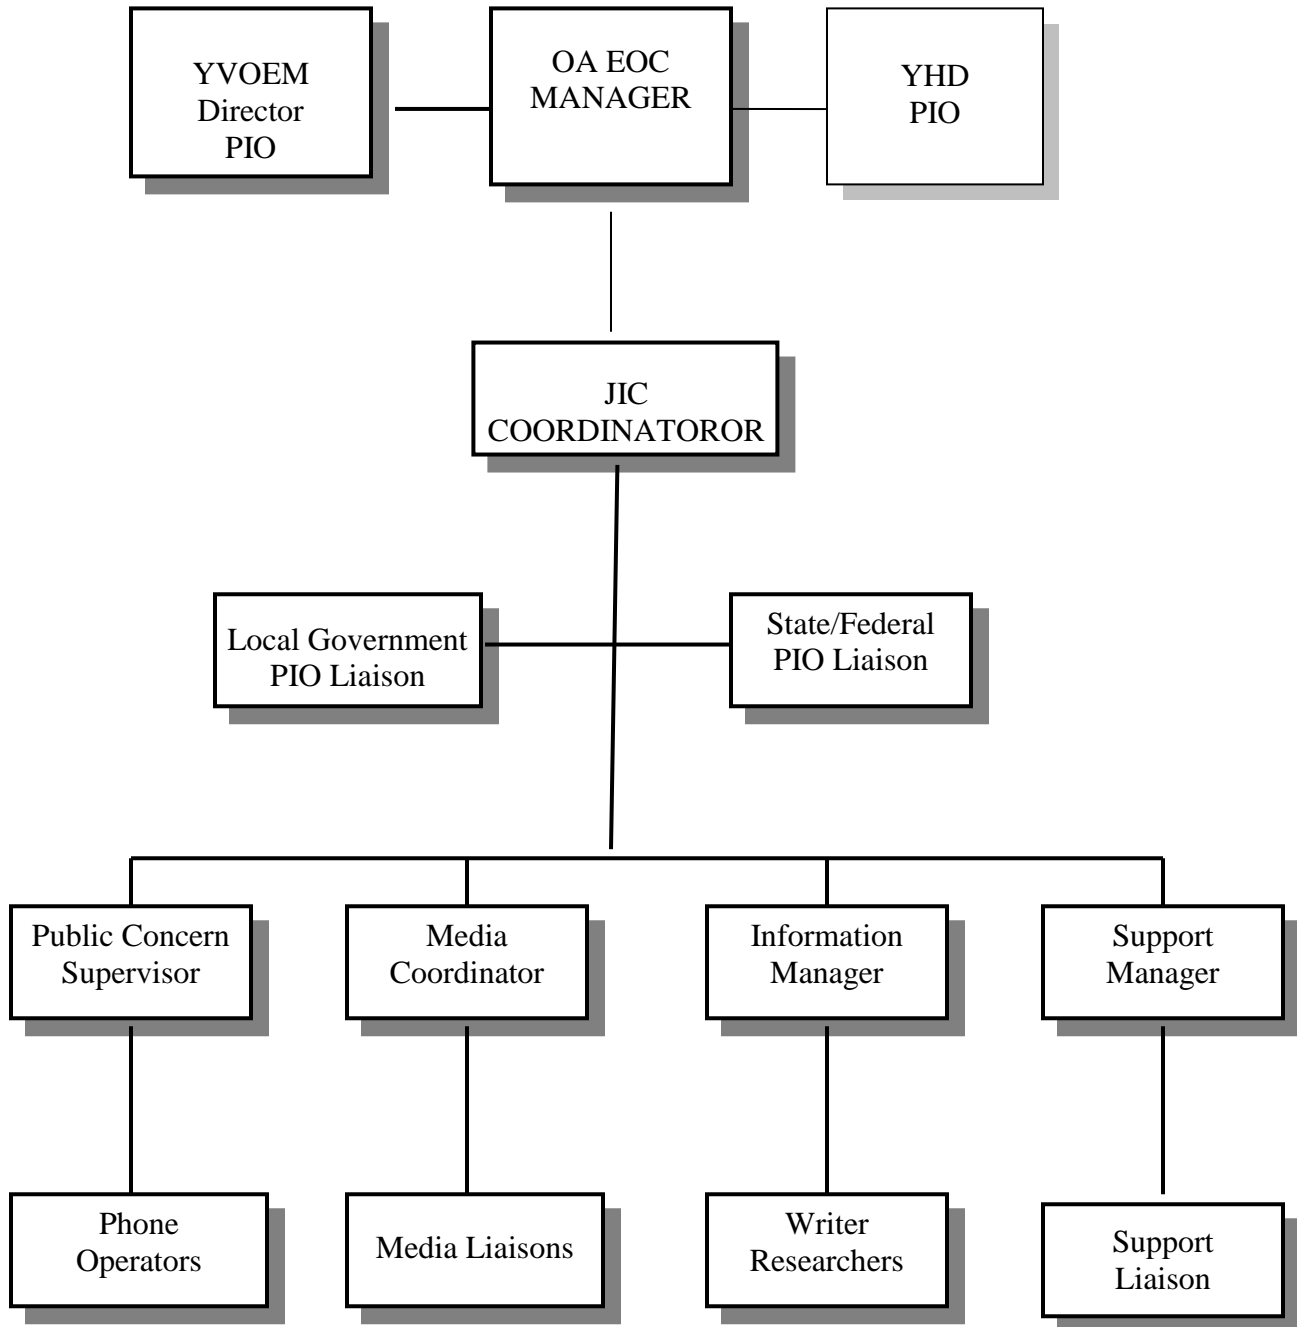 YVOEM
Director
PIO
OA EOC
MANAGER
YHD
PIO
JIC
COORDINATOROR
Local Government
PIO Liaison
State/Federal
PIO Liaison
Public Concern
Supervisor
Media
Coordinator
Information
Manager
Support
Manager
Phone
Operators
Media Liaisons
Writer
Researchers
Support
Liaison